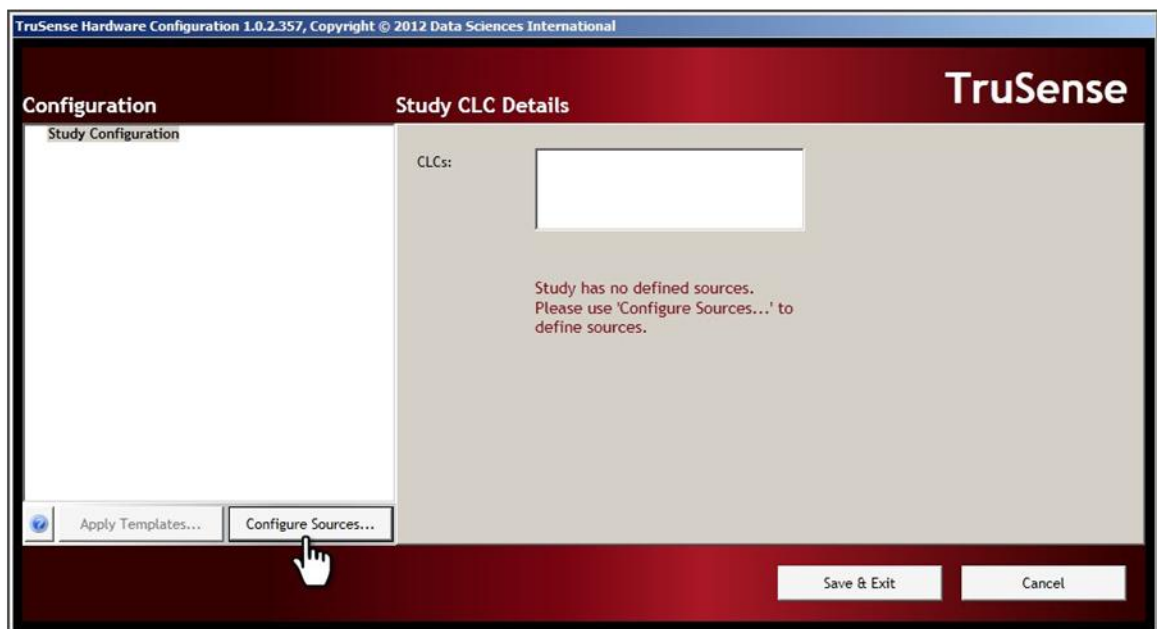 TruSense Hardware Configuration 1.0.2.357, Copyright © 2012 Data Sciences International
TruSense
Configuration
Study CLC Details
Study Configuration
CLCs:
Study has no defined sources.
Please use 'Configure Sources...' to
define sources.
Apply Templates...
Configure Sources...
Save & Exit
Cancel